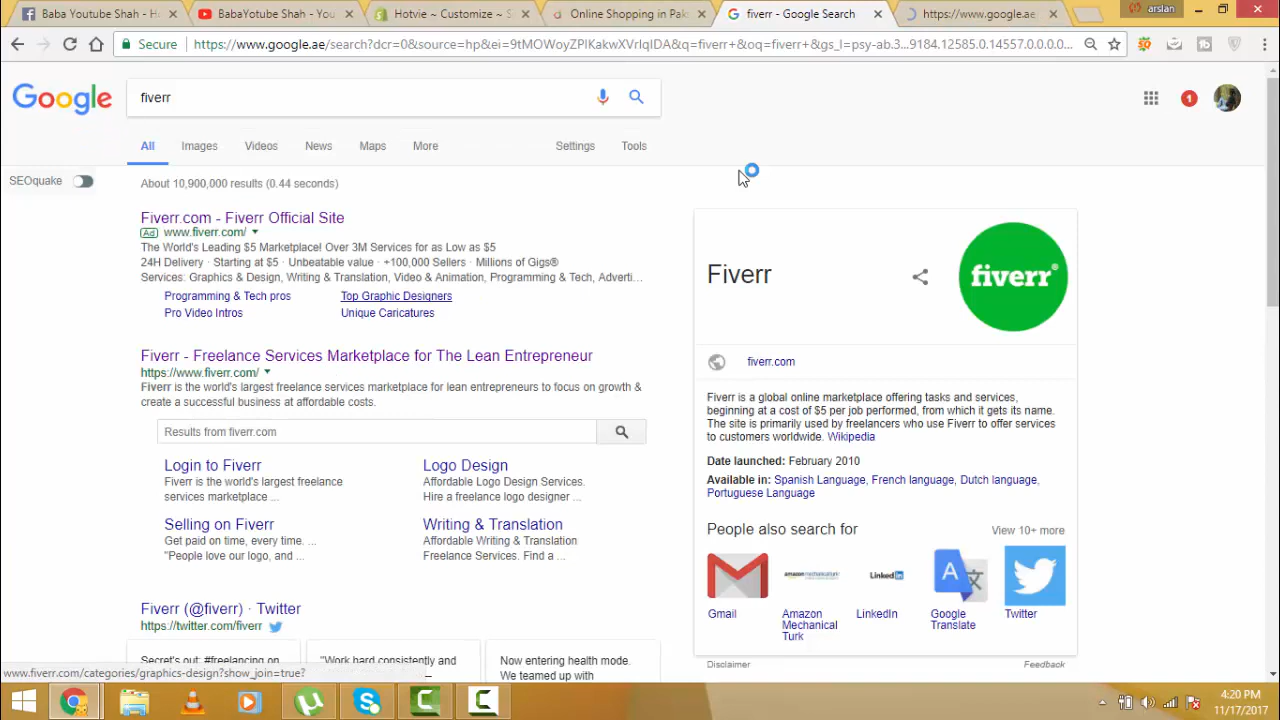 Baba Yotube Shah - H
BabaYotube Shah - You
Hotvie ~ Customize ~ S
Online Shopping in Pak
fiverr - Google Search
https://www.google.ae
arslan
Secure
https://www.google.ae/search?dcr=0&source=hp&ei=9tMOWoyZPIKakwXVrIqIDA&q=fiverr+&oq=fiverr+&gs_l=psy-ab.3...9184.12585.0.14557.0.0.0.0...
Google
fiverr
1
All
Images
Videos
News
Maps
More
Settings
Tools
SEOquake
About 10,900,000 results (0.44 seconds)
Fiverr.com - Fiverr Official Site
Ad www.fiverr.com/
The World's Leading $5 Marketplace! Over 3M Services for as Low as $5
24H Delivery · Starting at $5 · Unbeatable value · +100,000 Sellers · Millions of Gigs®
Services: Graphics & Design, Writing & Translation, Video & Animation, Programming & Tech, Adverti...
Programming & Tech pros
Top Graphic Designers
Pro Video Intros
Unique Caricatures
Fiverr - Freelance Services Marketplace for The Lean Entrepreneur
https://www.fiverr.com/
Fiverr is the world's largest freelance services marketplace for lean entrepreneurs to focus on growth &
create a successful business at affordable costs.
Results from fiverr.com
Login to Fiverr
Fiverr is the world's largest freelance
services marketplace ...
Logo Design
Affordable Logo Design Services.
Hire a freelance logo designer ...
Selling on Fiverr
Get paid on time, every time. ...
"People love our logo, and ...
Writing & Translation
Affordable Writing & Translation
Freelance Services. Find a ...
Fiverr (@fiverr) · Twitter
https://twitter.com/fiverr
Secret's out: #freelancing on
"Work hard consistently and
Now entering health mode.
We teamed up with
www.fiverr.com/categories/graphics-design?show_join=true?
Fiverr
fiverr®
fiverr.com
Fiverr is a global online marketplace offering tasks and services,
beginning at a cost of $5 per job performed, from which it gets its name.
The site is primarily used by freelancers who use Fiverr to offer services
to customers worldwide. Wikipedia
Date launched: February 2010
Available in: Spanish Language, French language, Dutch language,
Portuguese Language
People also search for
View 10+ more
Linked in
Gmail
Amazon
Mechanical
Turk
LinkedIn
Google
Translate
Twitter
Disclaimer
Feedback
4:20 PM
11/17/2017